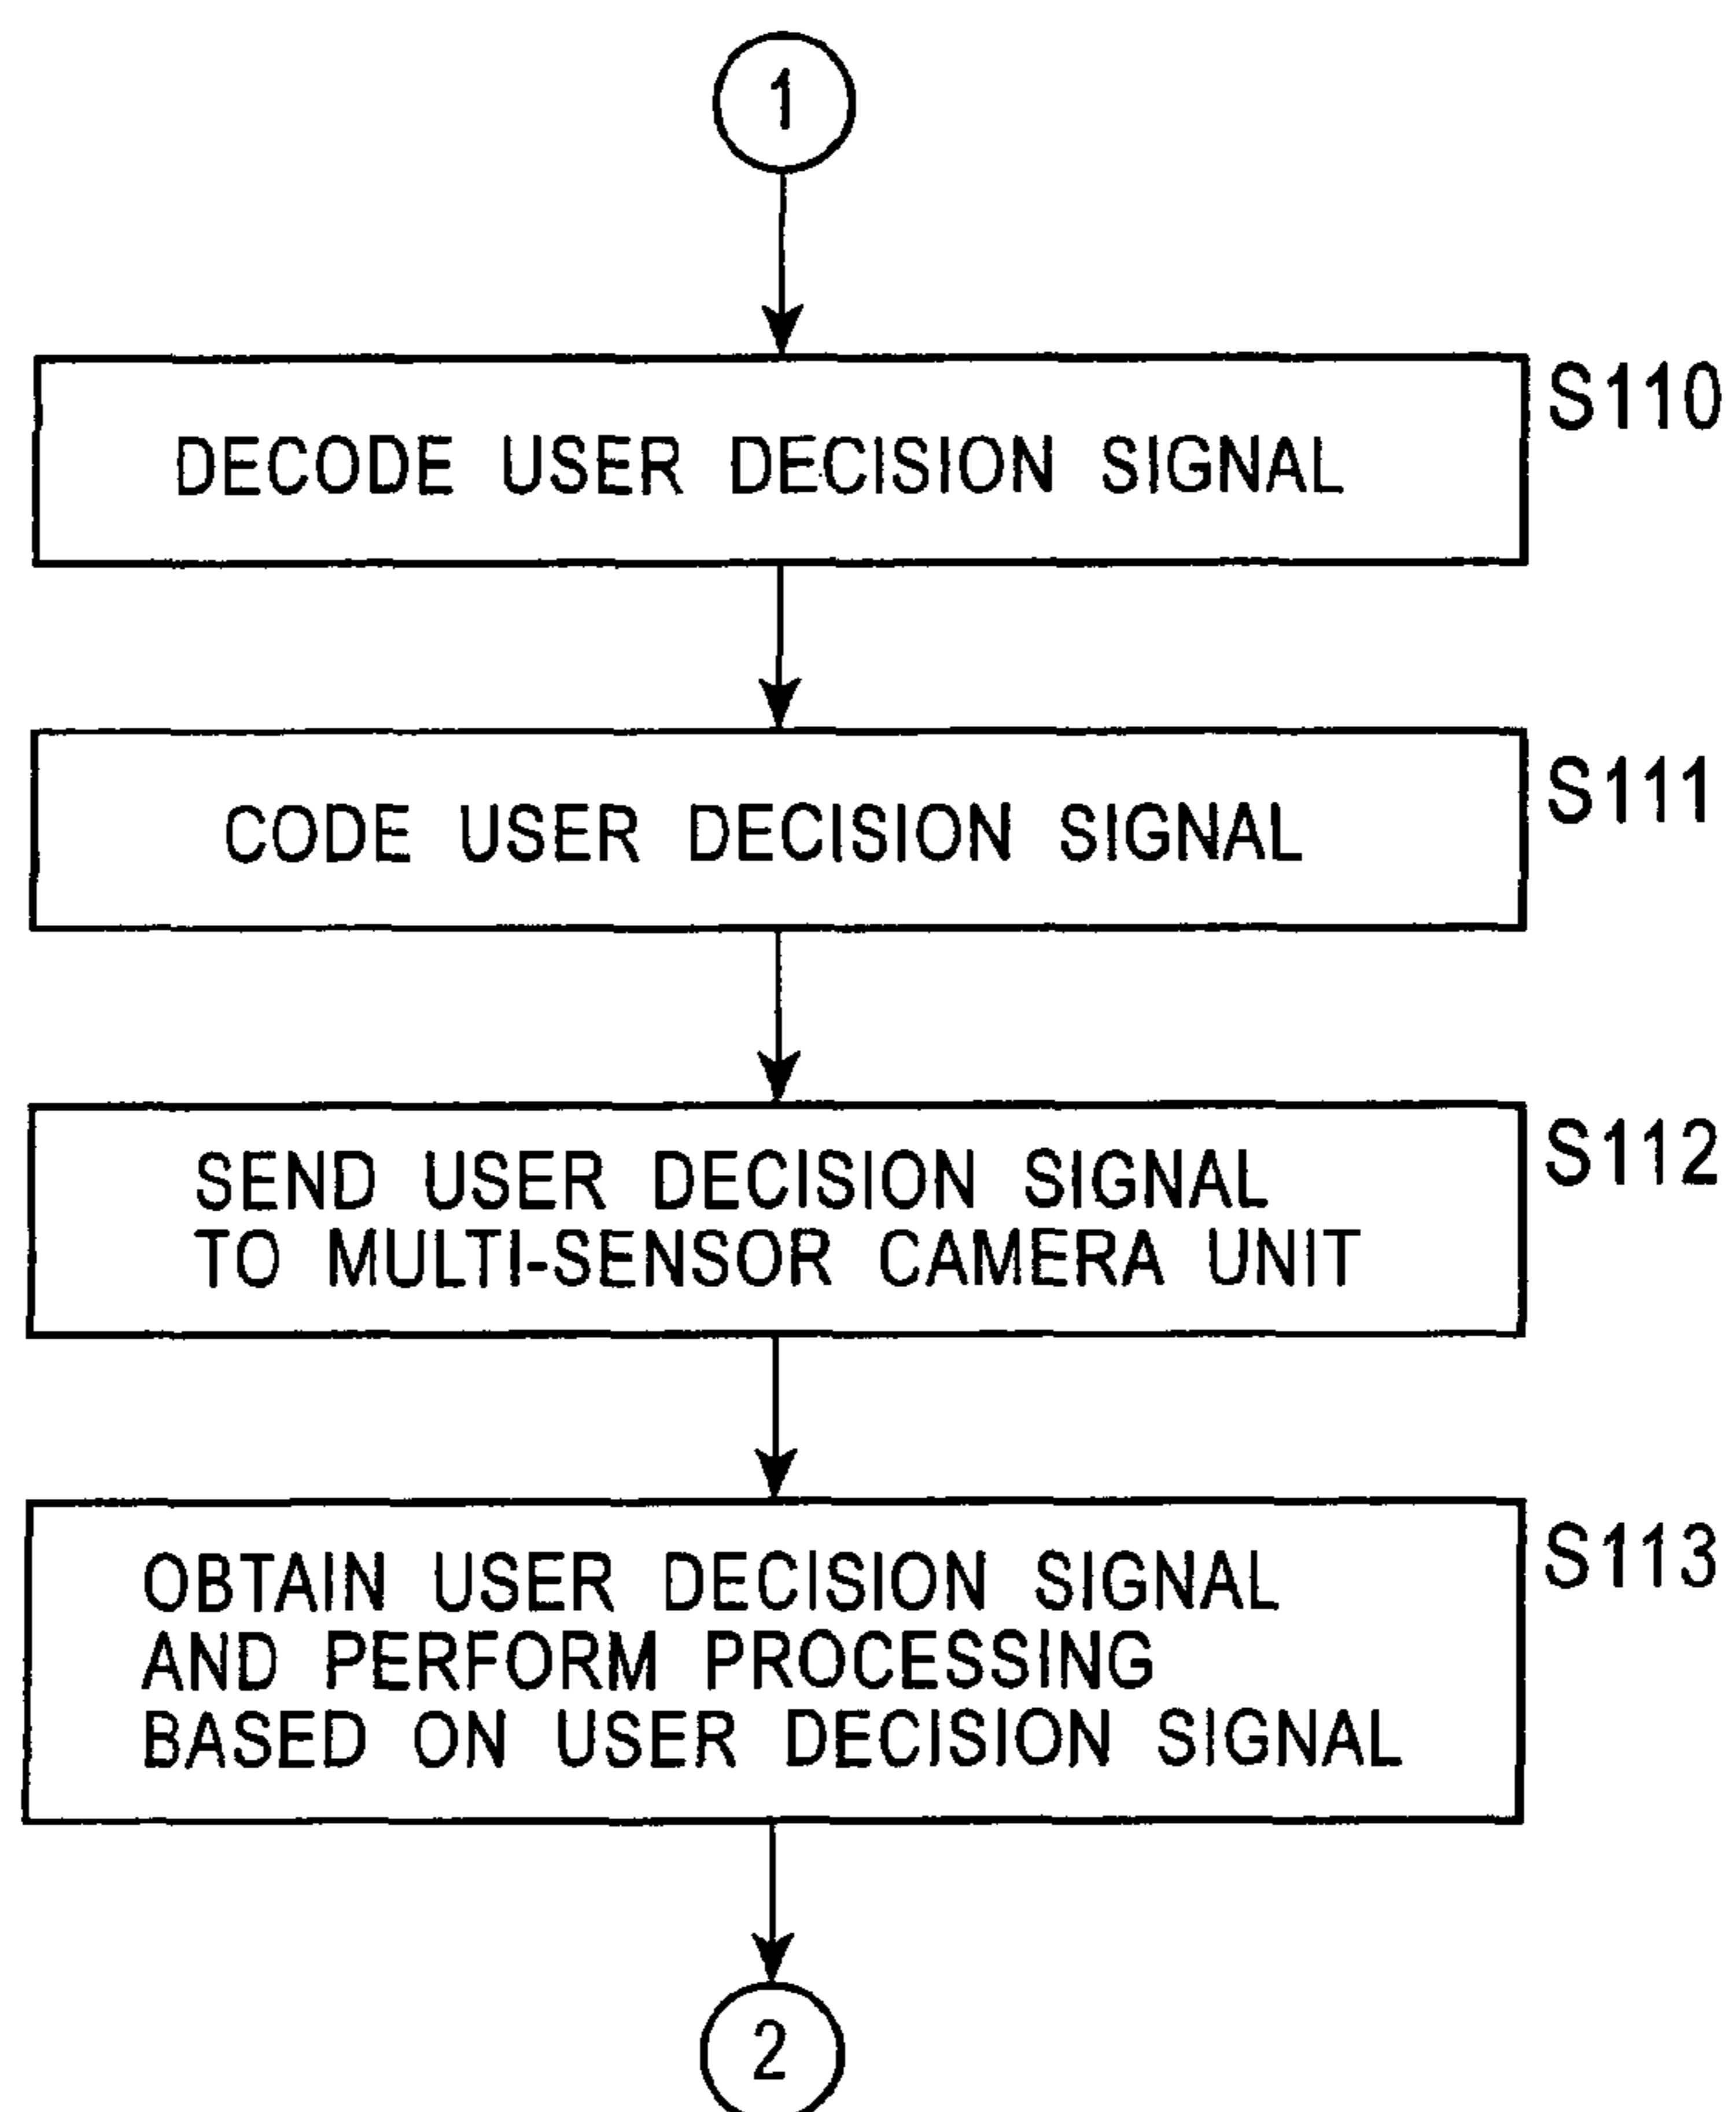 1
S110
DECODE USER DECISION SIGNAL
S111
CODE USER DECISION SIGNAL
S112
SEND USER DECISION SIGNAL
TO MULTI-SENSOR CAMERA UNIT
S113
OBTAIN USER DECISION SIGNAL
AND PERFORM PROCESSING
BASED ON USER DECISION SIGNAL
2